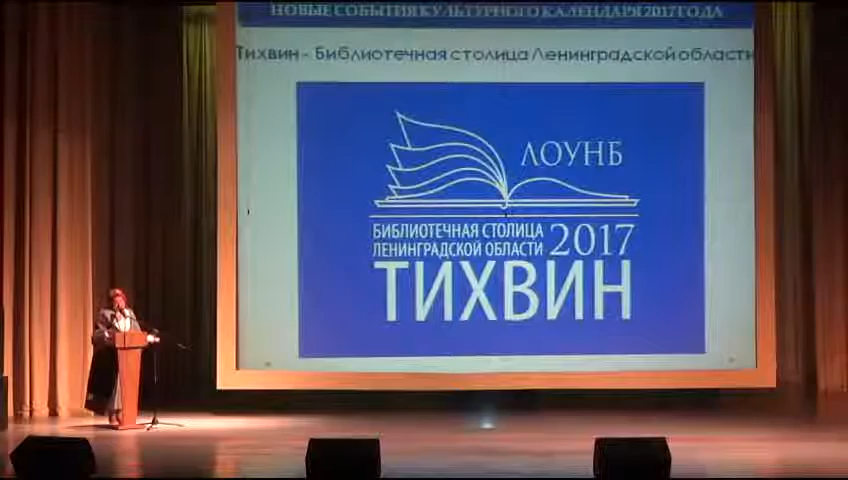 НОВЫЕ СОБЫТИЯ КУЛЬТУРНОГО КАЛЕНДАРЯ 2017 ГОДА
Тихвин - Библиотечная столица Ленинградской области
ЛОУНБ
БИБЛИОТЕЧНАЯ СТОЛИЦА
ЛЕНИНГРАДСКОЙ ОБЛАСТИ 2017
ТИХВИН